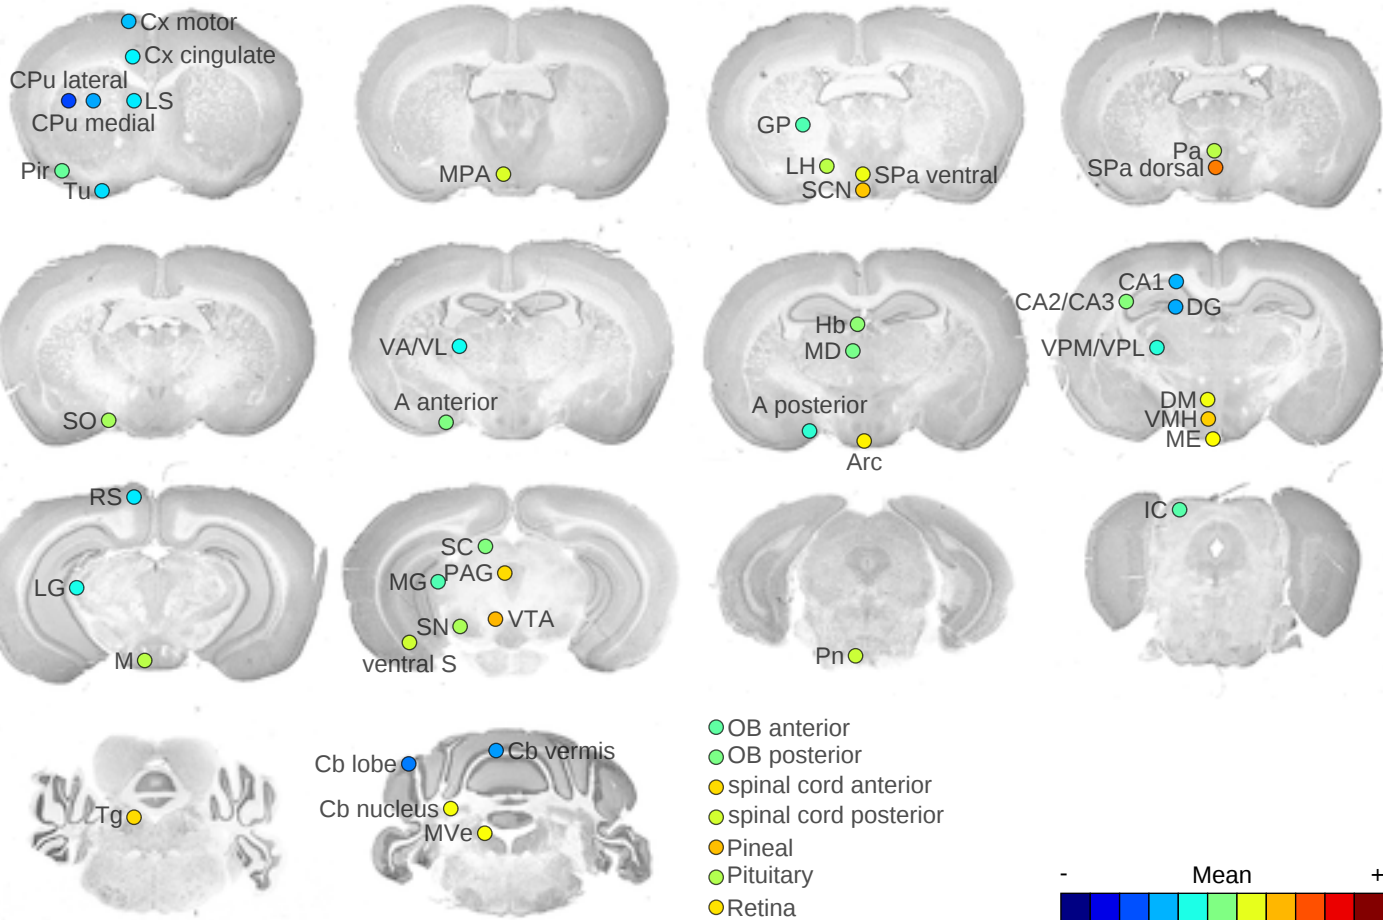 Cx motor
Cx cingulate
CPu lateral
LS
CPu medial
Pir
Tu
MPA
GP
LH
SPa ventral
SCN
Pa
SPa dorsal
SO
VA/VL
A anterior
Hb
MD
A posterior
Arc
CA1
CA2/CA3
DG
VPM/VPL
DM
VMH
ME
RS
LG
M
SC
MG
PAG
SN
VTA
ventral S
Pn
IC
Tg
Cb lobe
Cb vermis
Cb nucleus
MVe
OB anterior
OB posterior
spinal cord anterior
spinal cord posterior
Pineal
Pituitary
Retina
- Mean +